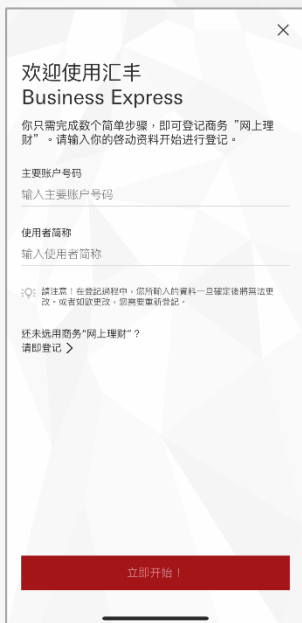 欢迎使用汇丰
Business Express
你只需完成数个简单步骤，即可登记商务“网上理
财”。请输入你的啓动资料开始进行登记。
主要账户号码
输入主要账户号码
使用者简称
输入使用者简称
請注意！在登記過程中，您所輸入的資料一旦確定後將無法更
改。或者如欲更改，您需要重新登記。
还未选用商务“网上理财”？
请即登记
立即开始！